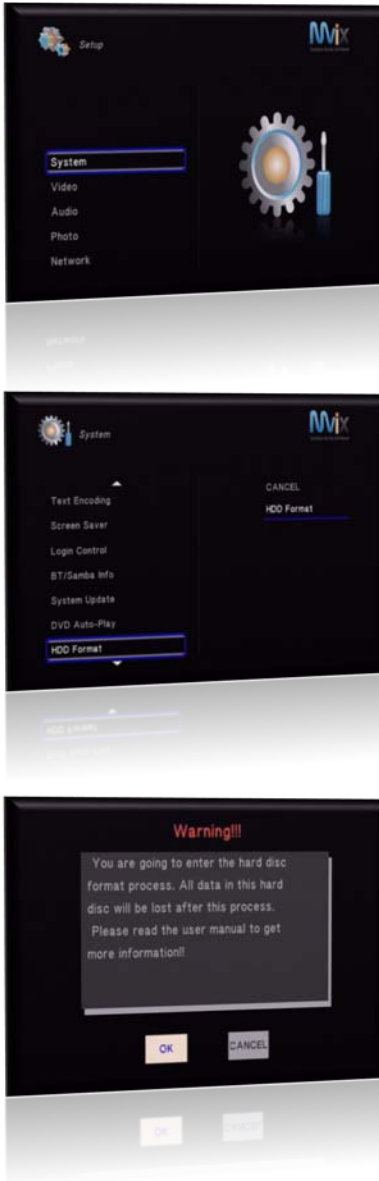 Setup
Mvix
System
Video
Audio
Photo
Network
System
Mvix
Text Encoding
Screen Saver
Login Control
BT/Samba Info
System Update
DVD Auto-Play
HDD Format
CANCEL
HDD Format
Warning!!!
You are going to enter the hard disc
format process. All data in this hard
disc will be lost after this process.
Please read the user manual to get
more information!!
OK
CANCEL